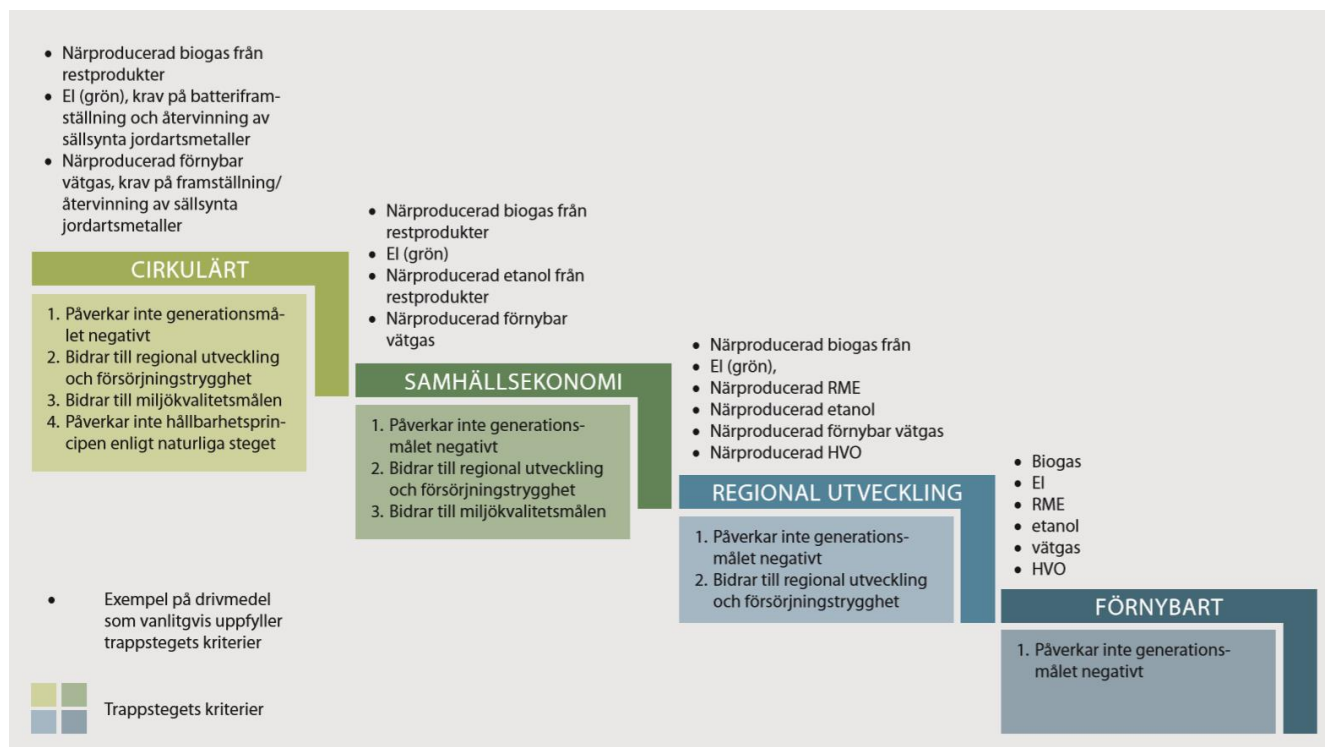 • Närproducerad biogas från
restprodukter
• El (grön), krav på batterifram-
ställning och återvinning av
sällsynta jordartsmetaller
• Närproducerad förnybar
vätgas, krav på framställning/
återvinning av sällsynta
jordartsmetaller
CIRKULÄRT
1. Påverkar inte generationsmå-
let negativt
2. Bidrar till regional utveckling
och försörjningstrygghet
3. Bidrar till miljökvalitetsmålen
4. Påverkar inte hållbarhetsprin-
cipen enligt naturliga steget
• Närproducerad biogas från
restprodukter
• El (grön)
• Närproducerad etanol från
restprodukter
• Närproducerad förnybar
vätgas
SAMHÄLLSEKONOMI
1. Påverkar inte generations-
målet negativt
2. Bidrar till regional utveckling
och försörjningstrygghet
3. Bidrar till miljökvalitetsmålen
• Närproducerad biogas från
• El (grön),
• Närproducerad RME
• Närproducerad etanol
• Närproducerad förnybar vätgas
• Närproducerad HVO
REGIONAL UTVECKLING
1. Påverkar inte generations-
målet negativt
2. Bidrar till regional utveckling
och försörjningstrygghet
• Biogas
• El
• RME
• etanol
• vätgas
• HVO
FÖRNYBART
1. Påverkar inte generations-
målet negativt
• Exempel på drivmedel
som vanlitgvis uppfyller
trappstegets kriterier
Trappstegets kriterier